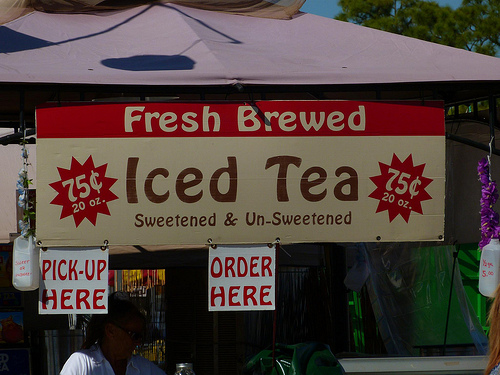 Fresh Brewed
Iced Tea
75¢
20 oz.
75¢
20 oz.
Sweetened & Un-Sweetened
PICK-UP
HERE
ORDER
HERE